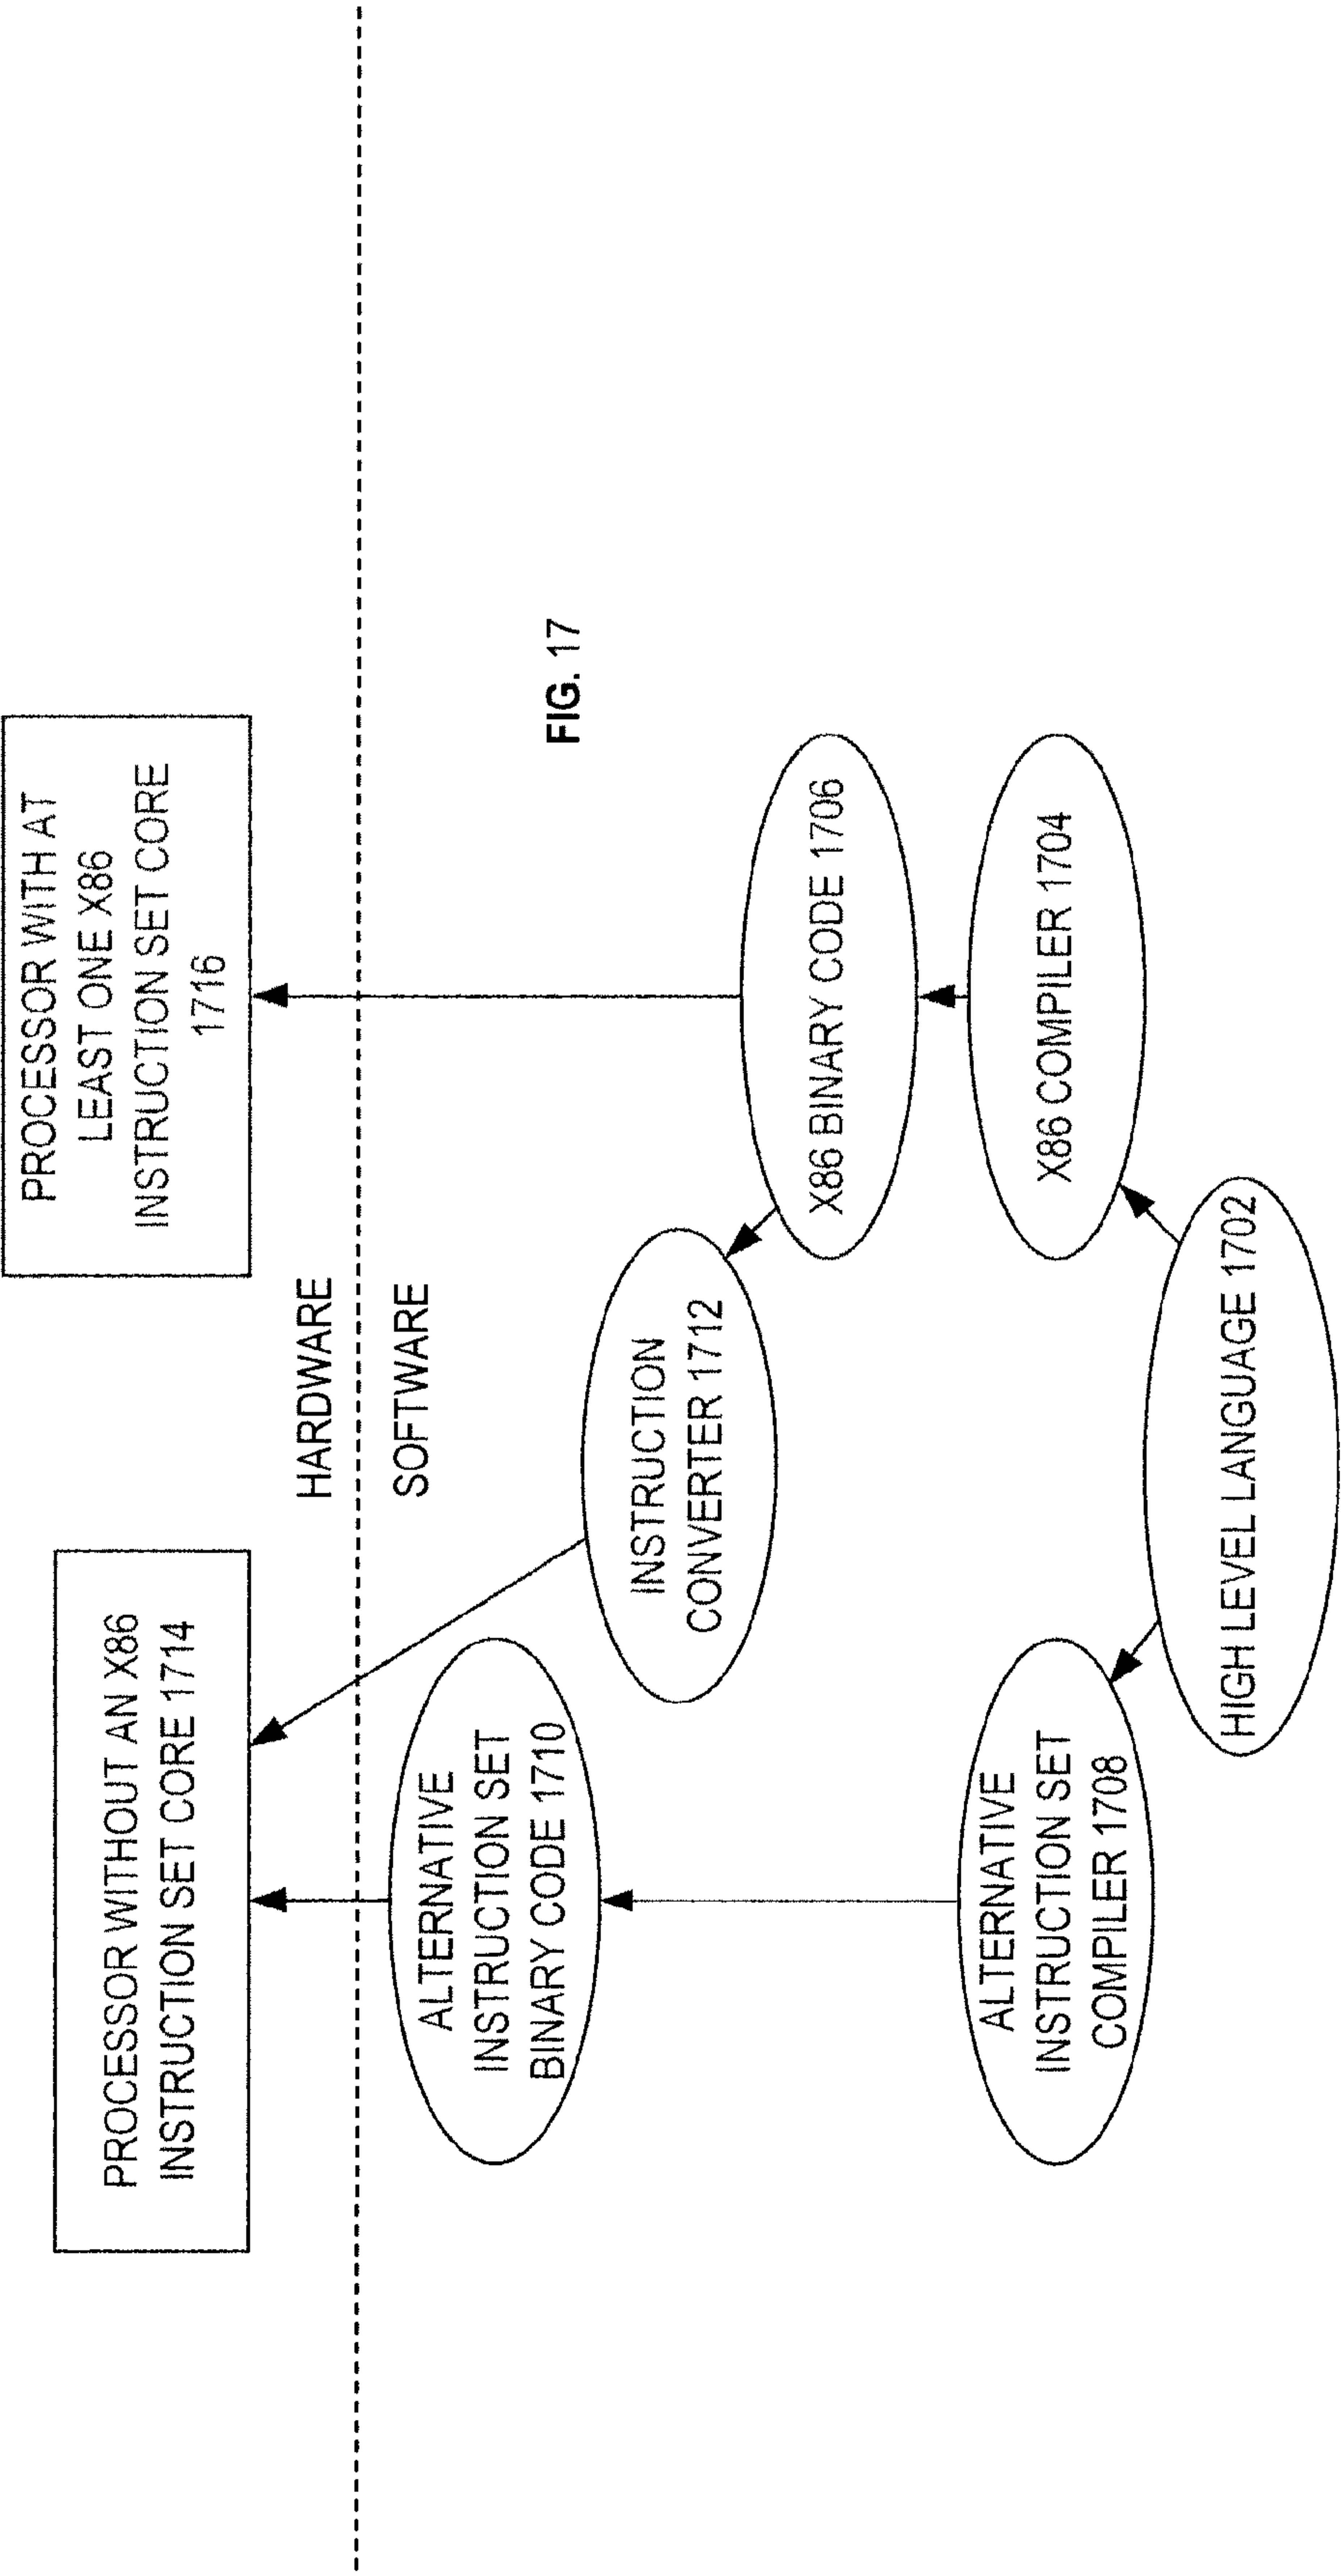 PROCESSOR WITHOUT AN X86
INSTRUCTION SET CORE 1714
PROCESSOR WITH AT
LEAST ONE X86
INSTRUCTION SET CORE
1716
HARDWARE
SOFTWARE
ALTERNATIVE
INSTRUCTION SET
BINARY CODE 1710
INSTRUCTION
CONVERTER 1712
FIG. 17
X86 BINARY CODE 1706
ALTERNATIVE
INSTRUCTION SET
COMPILER 1708
X86 COMPILER 1704
HIGH LEVEL LANGUAGE 1702